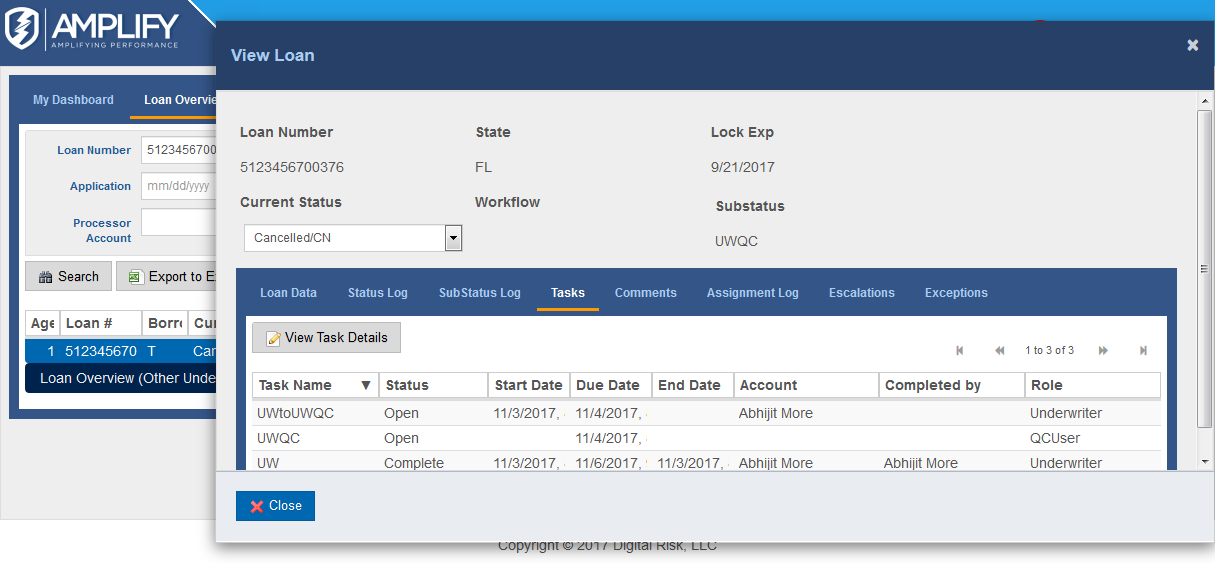 AMPLIFY
AMPLIFYING PERFORMANCE
View Loan
My Dashboard Loan Overvie
Loan Number 5123456700
Application mm/dd/yyyy
Processor
Account
Search Export to E
Age Loan # Borro Cu
1 512345670 T Can
Loan Overview (Other Unde
Loan Number State Lock Exp
5123456700376 FL 9/21/2017
Current Status Workflow Substatus
Cancelled/CN UWQC
Loan Data Status Log SubStatus Log Tasks Comments Assignment Log Escalations Exceptions
View Task Details
1 to 3 of 3
Task Name Status Start Date Due Date End Date Account Completed by Role
UWtoUWQC Open 11/3/2017, 11/4/2017, Abhijit More Underwriter
UWQC Open 11/4/2017, QCUser
UW Complete 11/3/2017, 11/6/2017, 11/3/2017, Abhijit More Abhijit More Underwriter
Close
Copyright © 2017 Digital Risk, LLC